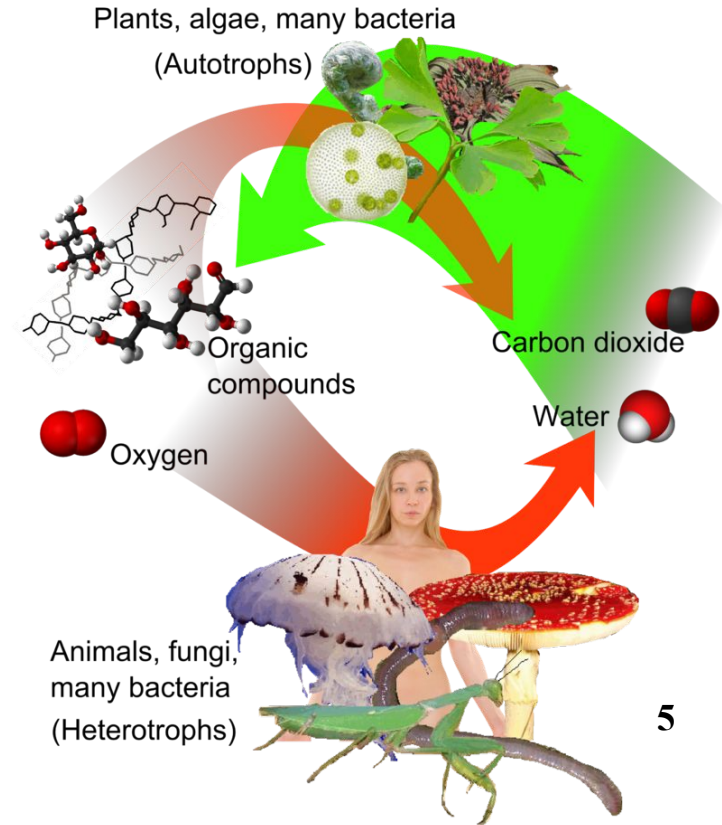 Plants, algae, many bacteria
(Autotrophs)
Organic
compounds
Oxygen
Carbon dioxide
Water
Animals, fungi,
many bacteria
(Heterotrophs)
5